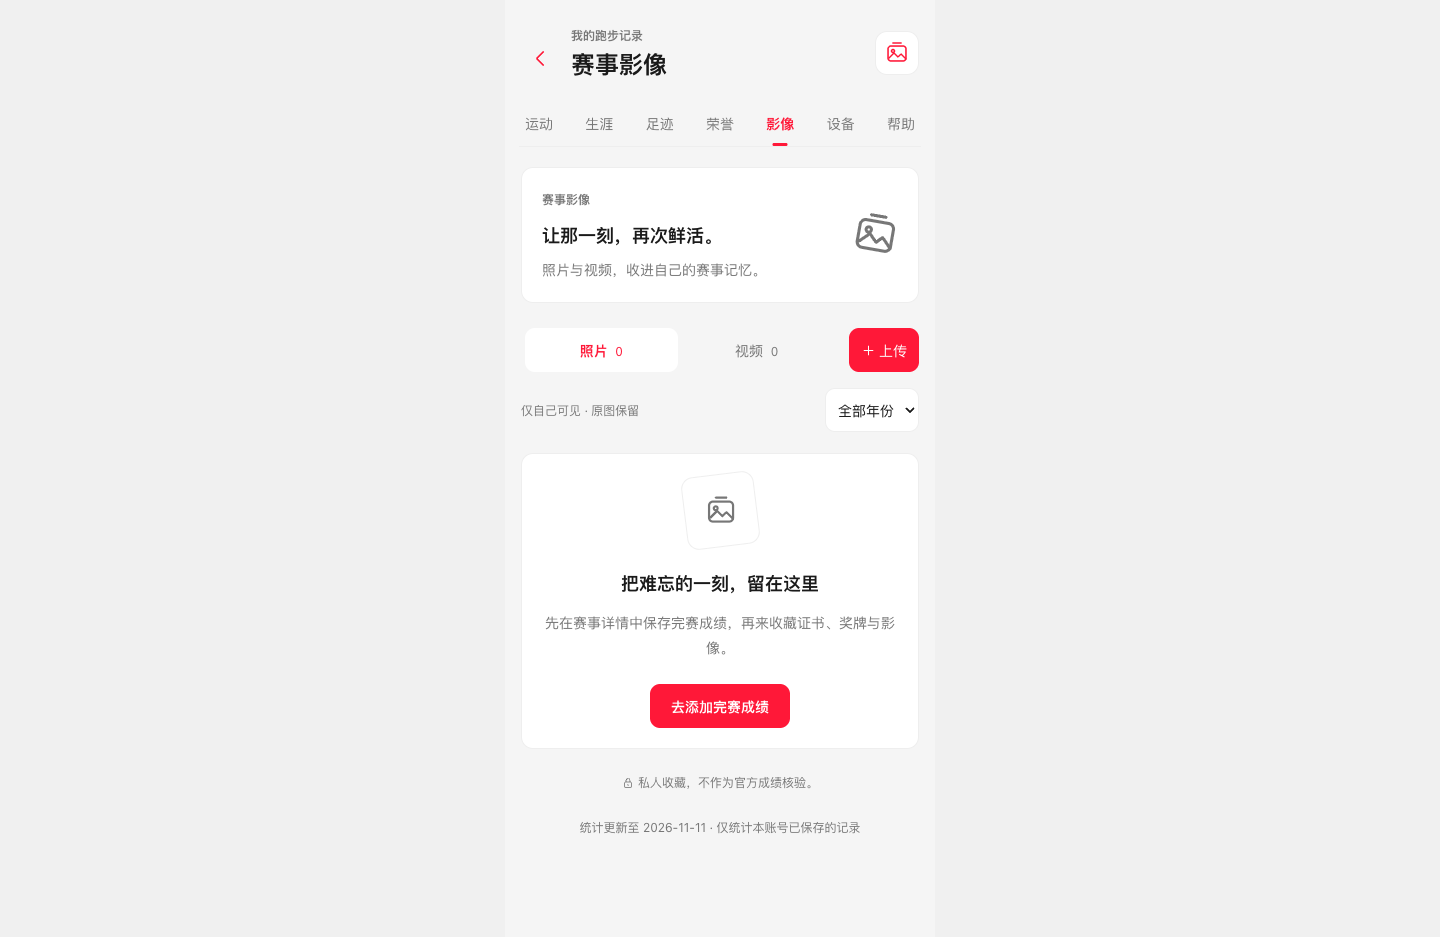 我的跑步记录
赛事影像
运动 生涯 足迹 荣誉 影像 设备 帮助
赛事影像
让那一刻，再次鲜活。
照片与视频，收进自己的赛事记忆。
照片 0 视频 0 + 上传
仅自己可见 · 原图保留 全部年份
把难忘的一刻，留在这里
先在赛事详情中保存完赛成绩，再来收藏证书、奖牌与影
像。
去添加完赛成绩
私人收藏，不作为官方成绩核验。
统计更新至 2026-11-11 · 仅统计本账号已保存的记录